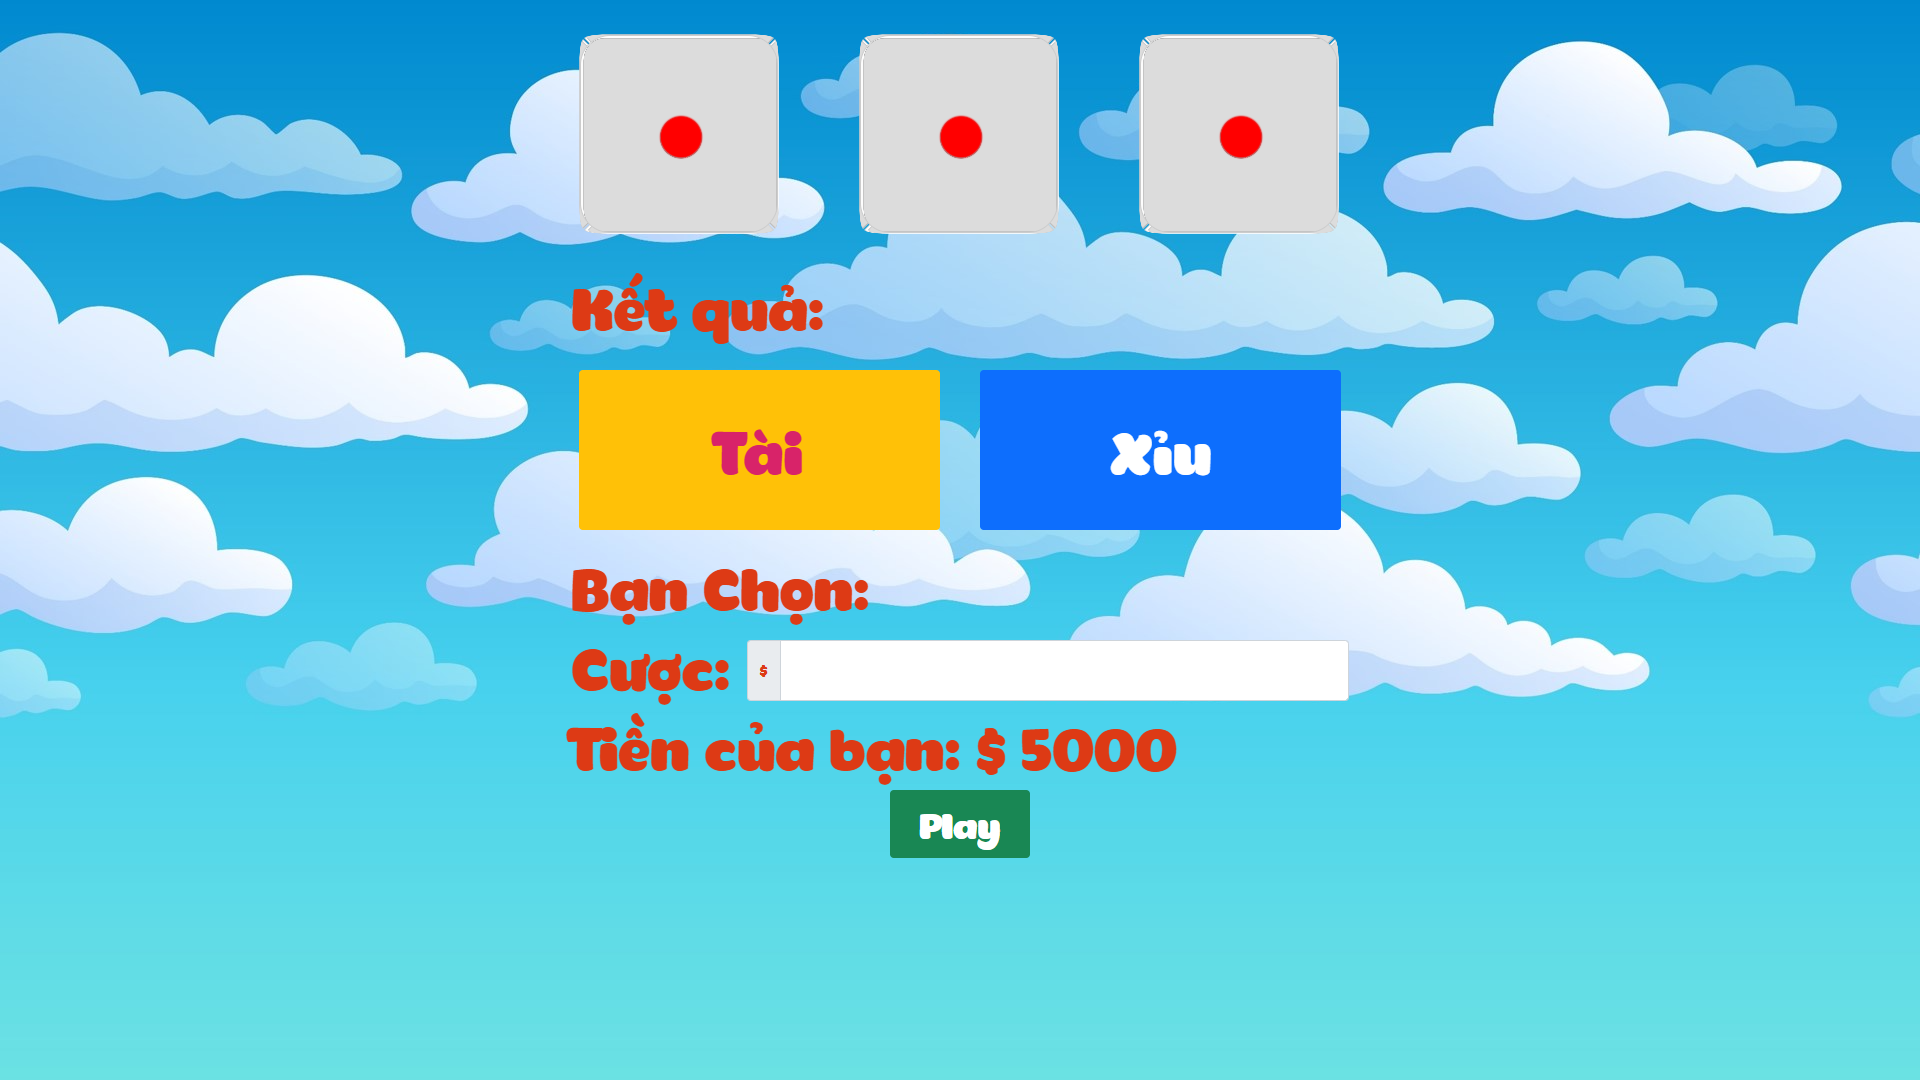 Kết quả:
Tài
Xỉu
Bạn Chọn:
Cược: $
Tiền của bạn: $ 5000
Play